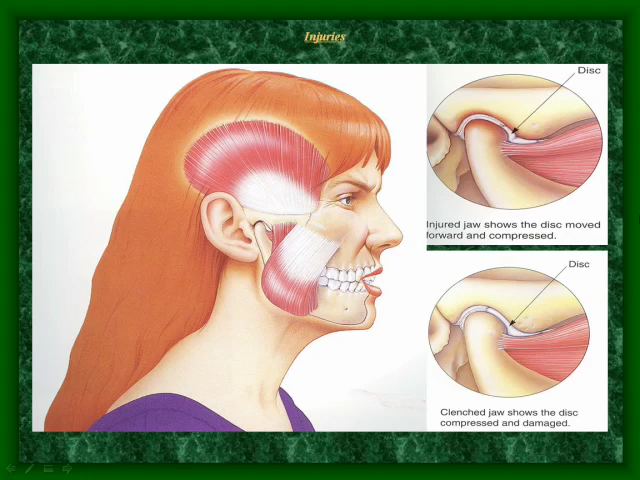 Injuries
Disc
Injured jaw shows the disc moved
forward and compressed.
Disc
Clenched jaw shows the disc
compressed and damaged.